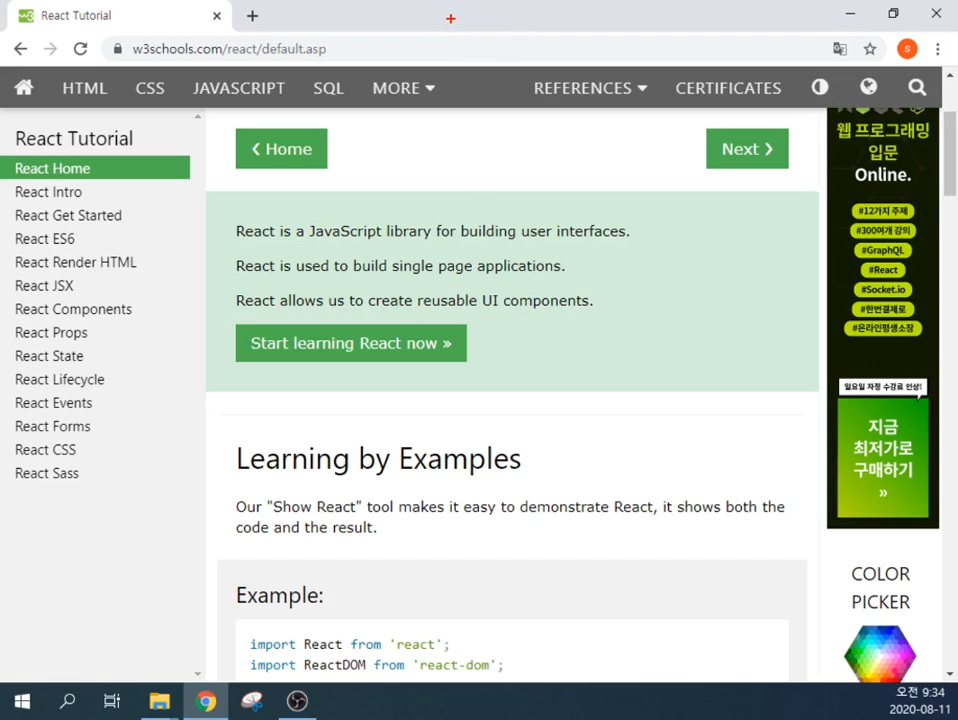 React Tutorial
w3schools.com/react/default.asp
S
HTML
CSS
JAVASCRIPT
SQL
MORE
REFERENCES
CERTIFICATES
React Tutorial
React Home
React Intro
React Get Started
React ES6
React Render HTML
React JSX
React Components
React Props
React State
React Lifecycle
React Events
React Forms
React CSS
React Sass
❮ Home
Next ❯
React is a JavaScript library for building user interfaces.
React is used to build single page applications.
React allows us to create reusable UI components.
Start learning React now »
Learning by Examples
Our "Show React" tool makes it easy to demonstrate React, it shows both the
code and the result.
Example:
import React from 'react';
import ReactDOM from 'react-dom';
웹 프로그래밍
입문
Online.
#12가지 주제
#300여개 강의
#GraphQL
#React
#Socket.io
#한번결제로
#온라인평생소장
일요일 자정 수강료 인상!
지금
최저가로
구매하기
»
COLOR
PICKER
오전 9:34
2020-08-11